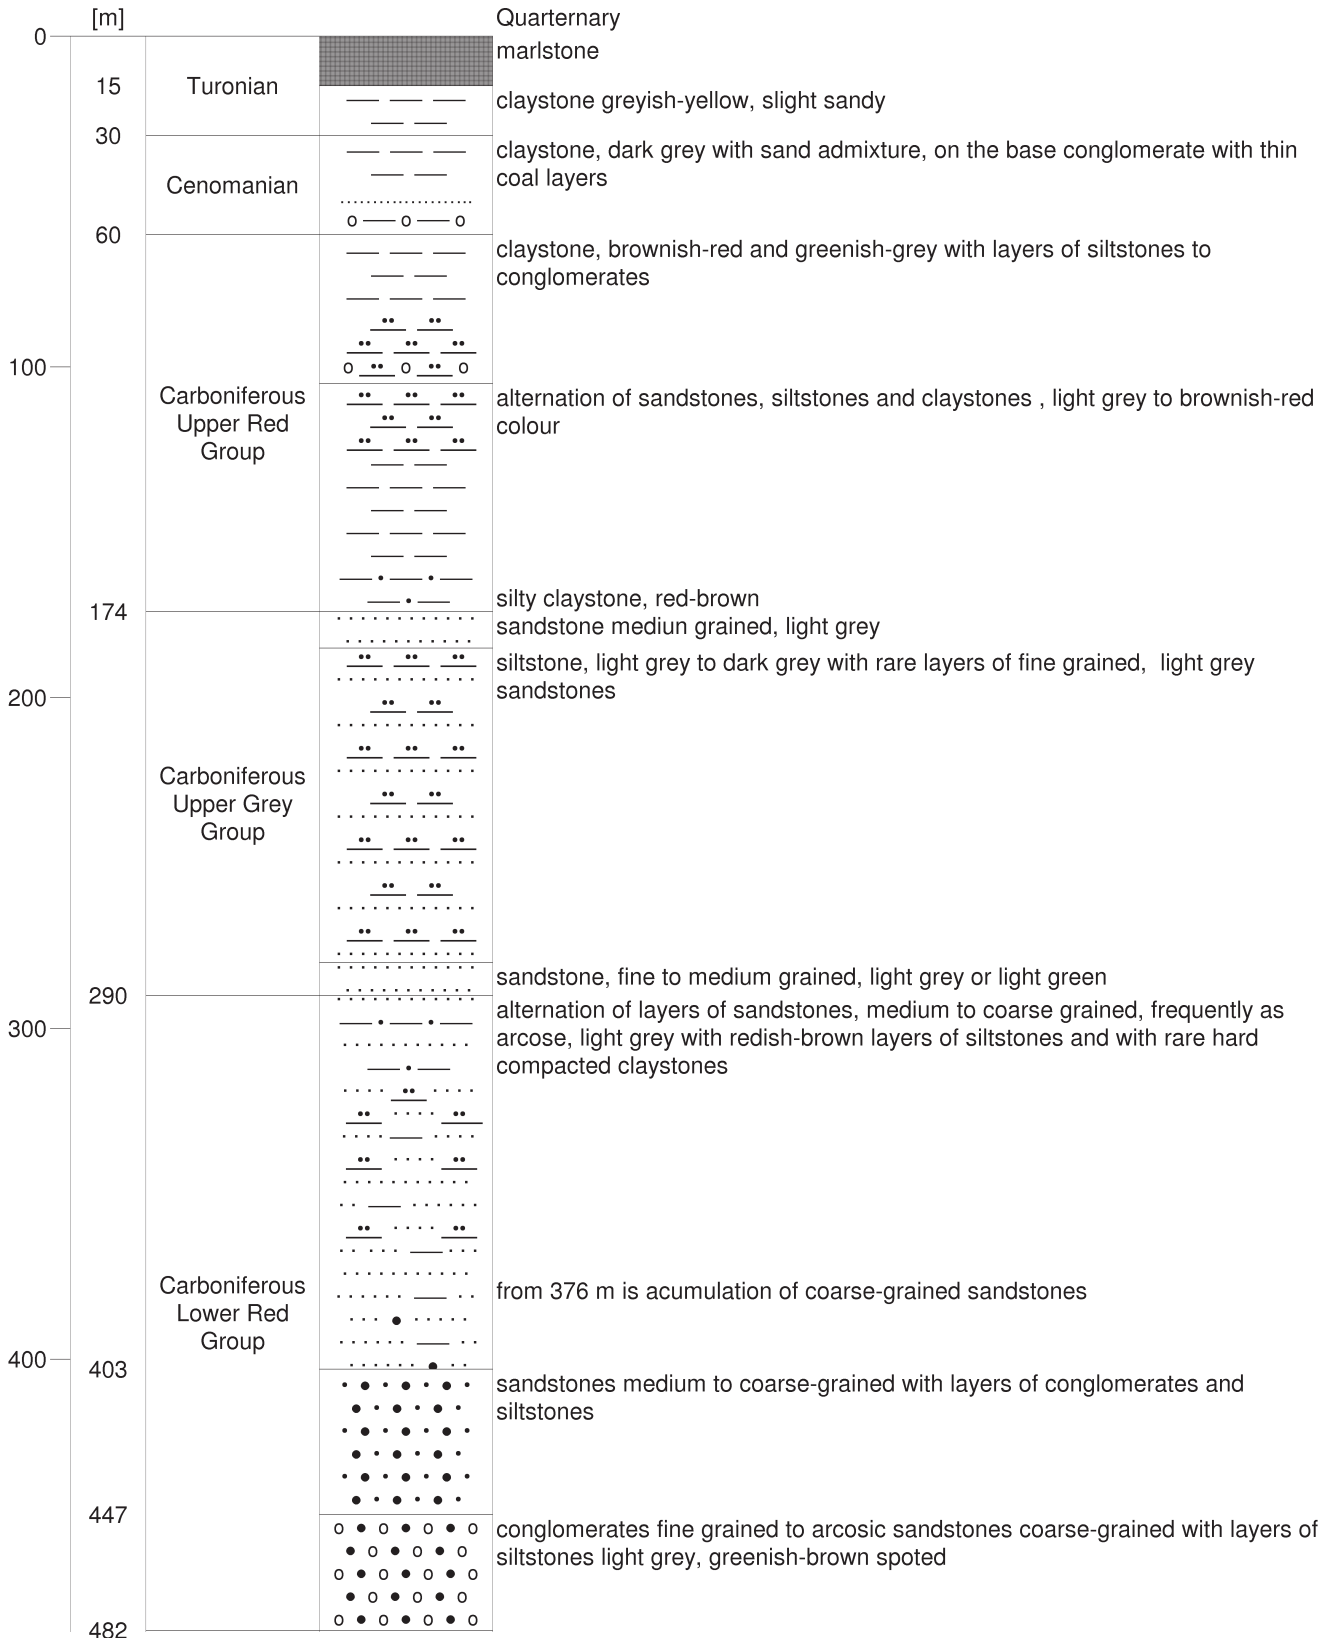 [m]
Quarternary
0
marlstone
15
Turonian
claystone greyish-yellow, slight sandy
30
claystone, dark grey with sand admixture, on the base conglomerate with thin
coal layers
Cenomanian
60
claystone, brownish-red and greenish-grey with layers of siltstones to
conglomerates
100
Carboniferous
Upper Red
Group
alternation of sandstones, siltstones and claystones , light grey to brownish-red
colour
silty claystone, red-brown
174
sandstone mediun grained, light grey
siltstone, light grey to dark grey with rare layers of fine grained,  light grey
sandstones
200
Carboniferous
Upper Grey
Group
sandstone, fine to medium grained, light grey or light green
290
alternation of layers of sandstones, medium to coarse grained, frequently as
arcose, light grey with redish-brown layers of siltstones and with rare hard
compacted claystones
300
Carboniferous
Lower Red
Group
from 376 m is acumulation of coarse-grained sandstones
400
403
sandstones medium to coarse-grained with layers of conglomerates and
siltstones
447
conglomerates fine grained to arcosic sandstones coarse-grained with layers of
siltstones light grey, greenish-brown spoted
482